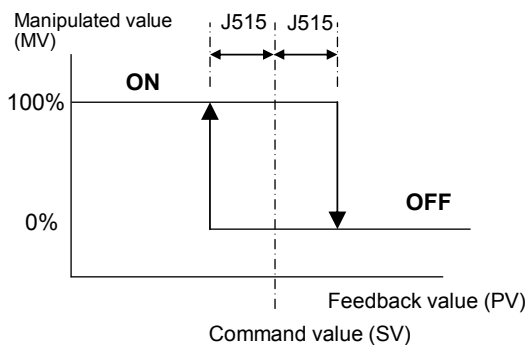 Manipulated value
(MV)
J515
J515
ON
100%
0%
OFF
Feedback value (PV)
Command value (SV)